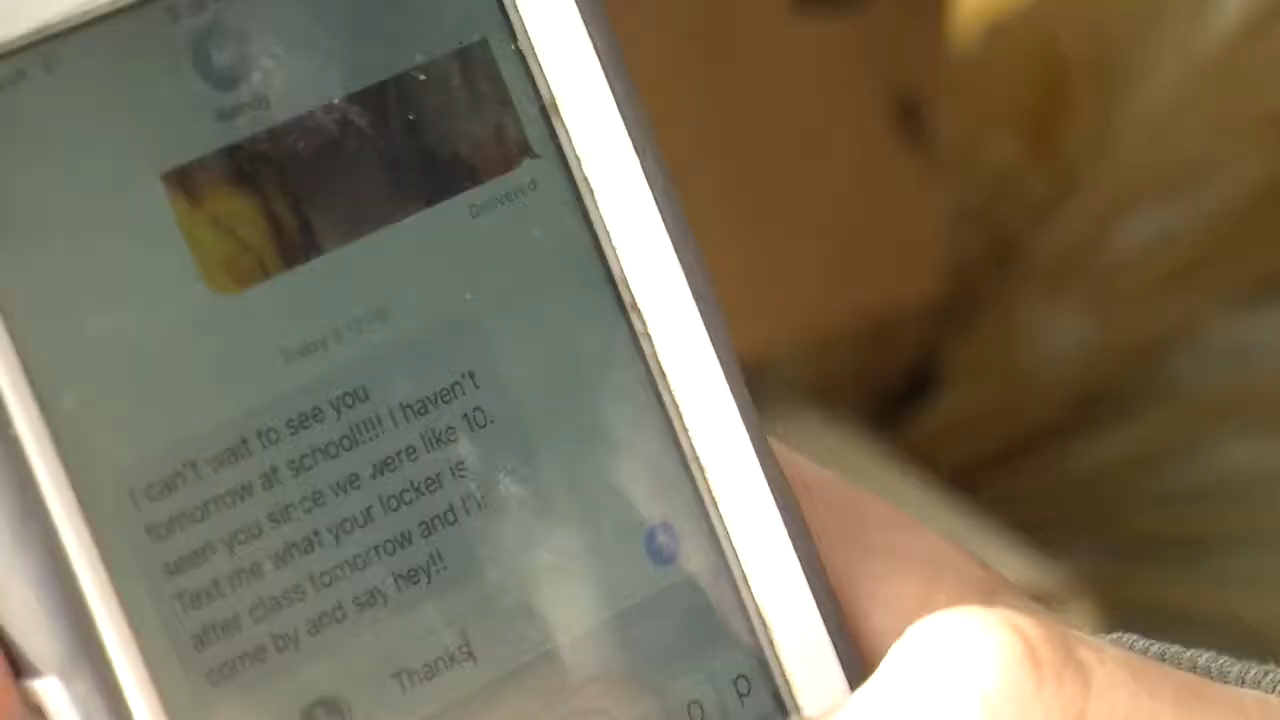 Delivered
I can't wait to see you
tomorrow at school!!!! I haven't
seen you since we were like 10.
Text me what your locker is
after class tomorrow and I'll
come by and say hey!!
Thanks
o p